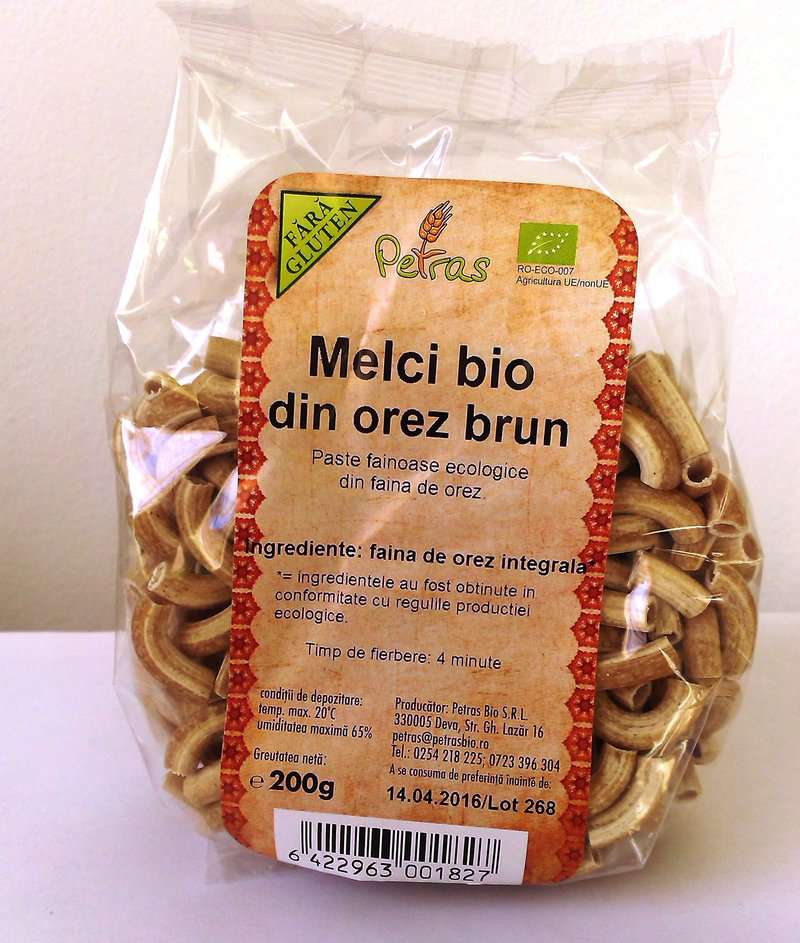 FĂRĂ
GLUTEN
Petras
RO-ECO-007
Agricultura UE/nonUE
Melci bio
din orez brun
Paste fainoase ecologice
din faina de orez.
Ingrediente: faina de orez integrala*
*= ingredientele au fost obtinute in
conformitate cu regulile productiei
ecologice.
Timp de fierbere: 4 minute
condiții de depozitare:
temp. max. 20°C
umiditatea maximă 65%
Greutatea netă:
e 200g
Producător: Petras Bio S.R.L.
330005 Deva, Str. Gh. Lazăr 16
petras@petrasbio.ro
Tel.: 0254 218 225; 0723 396 304
A se consuma de preferință înainte de:
14.04.2016/Lot 268
6 422963 001827